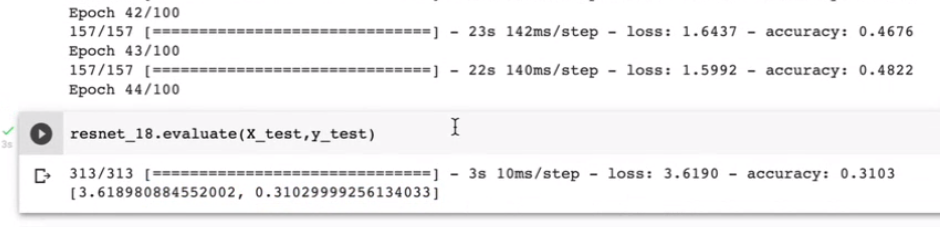 Epoch 42/100
157/157 [==============================] - 23s 142ms/step - loss: 1.6437 - accuracy: 0.4676
Epoch 43/100
157/157 [==============================] - 22s 140ms/step - loss: 1.5992 - accuracy: 0.4822
Epoch 44/100
3s
resnet_18.evaluate(X_test,y_test)
313/313 [==============================] - 3s 10ms/step - loss: 3.6190 - accuracy: 0.3103
[3.618980884552002, 0.31029999256134033]